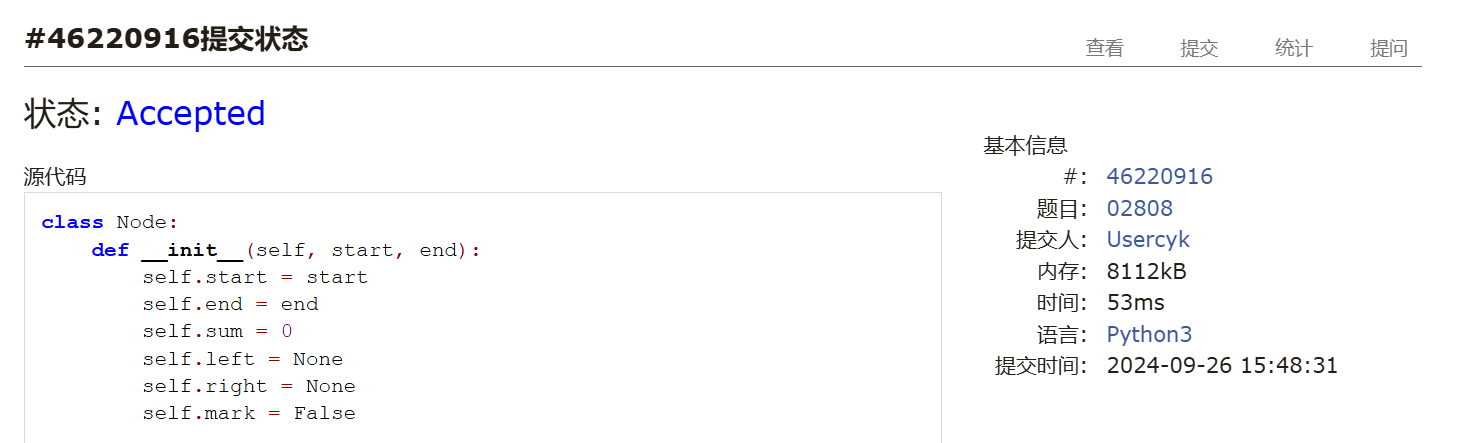 #46220916提交状态
查看 提交 统计 提问
状态: Accepted
源代码
class Node:
    def __init__(self, start, end):
        self.start = start
        self.end = end
        self.sum = 0
        self.left = None
        self.right = None
        self.mark = False
基本信息
#: 46220916
题目: 02808
提交人: Usercyk
内存: 8112kB
时间: 53ms
语言: Python3
提交时间: 2024-09-26 15:48:31